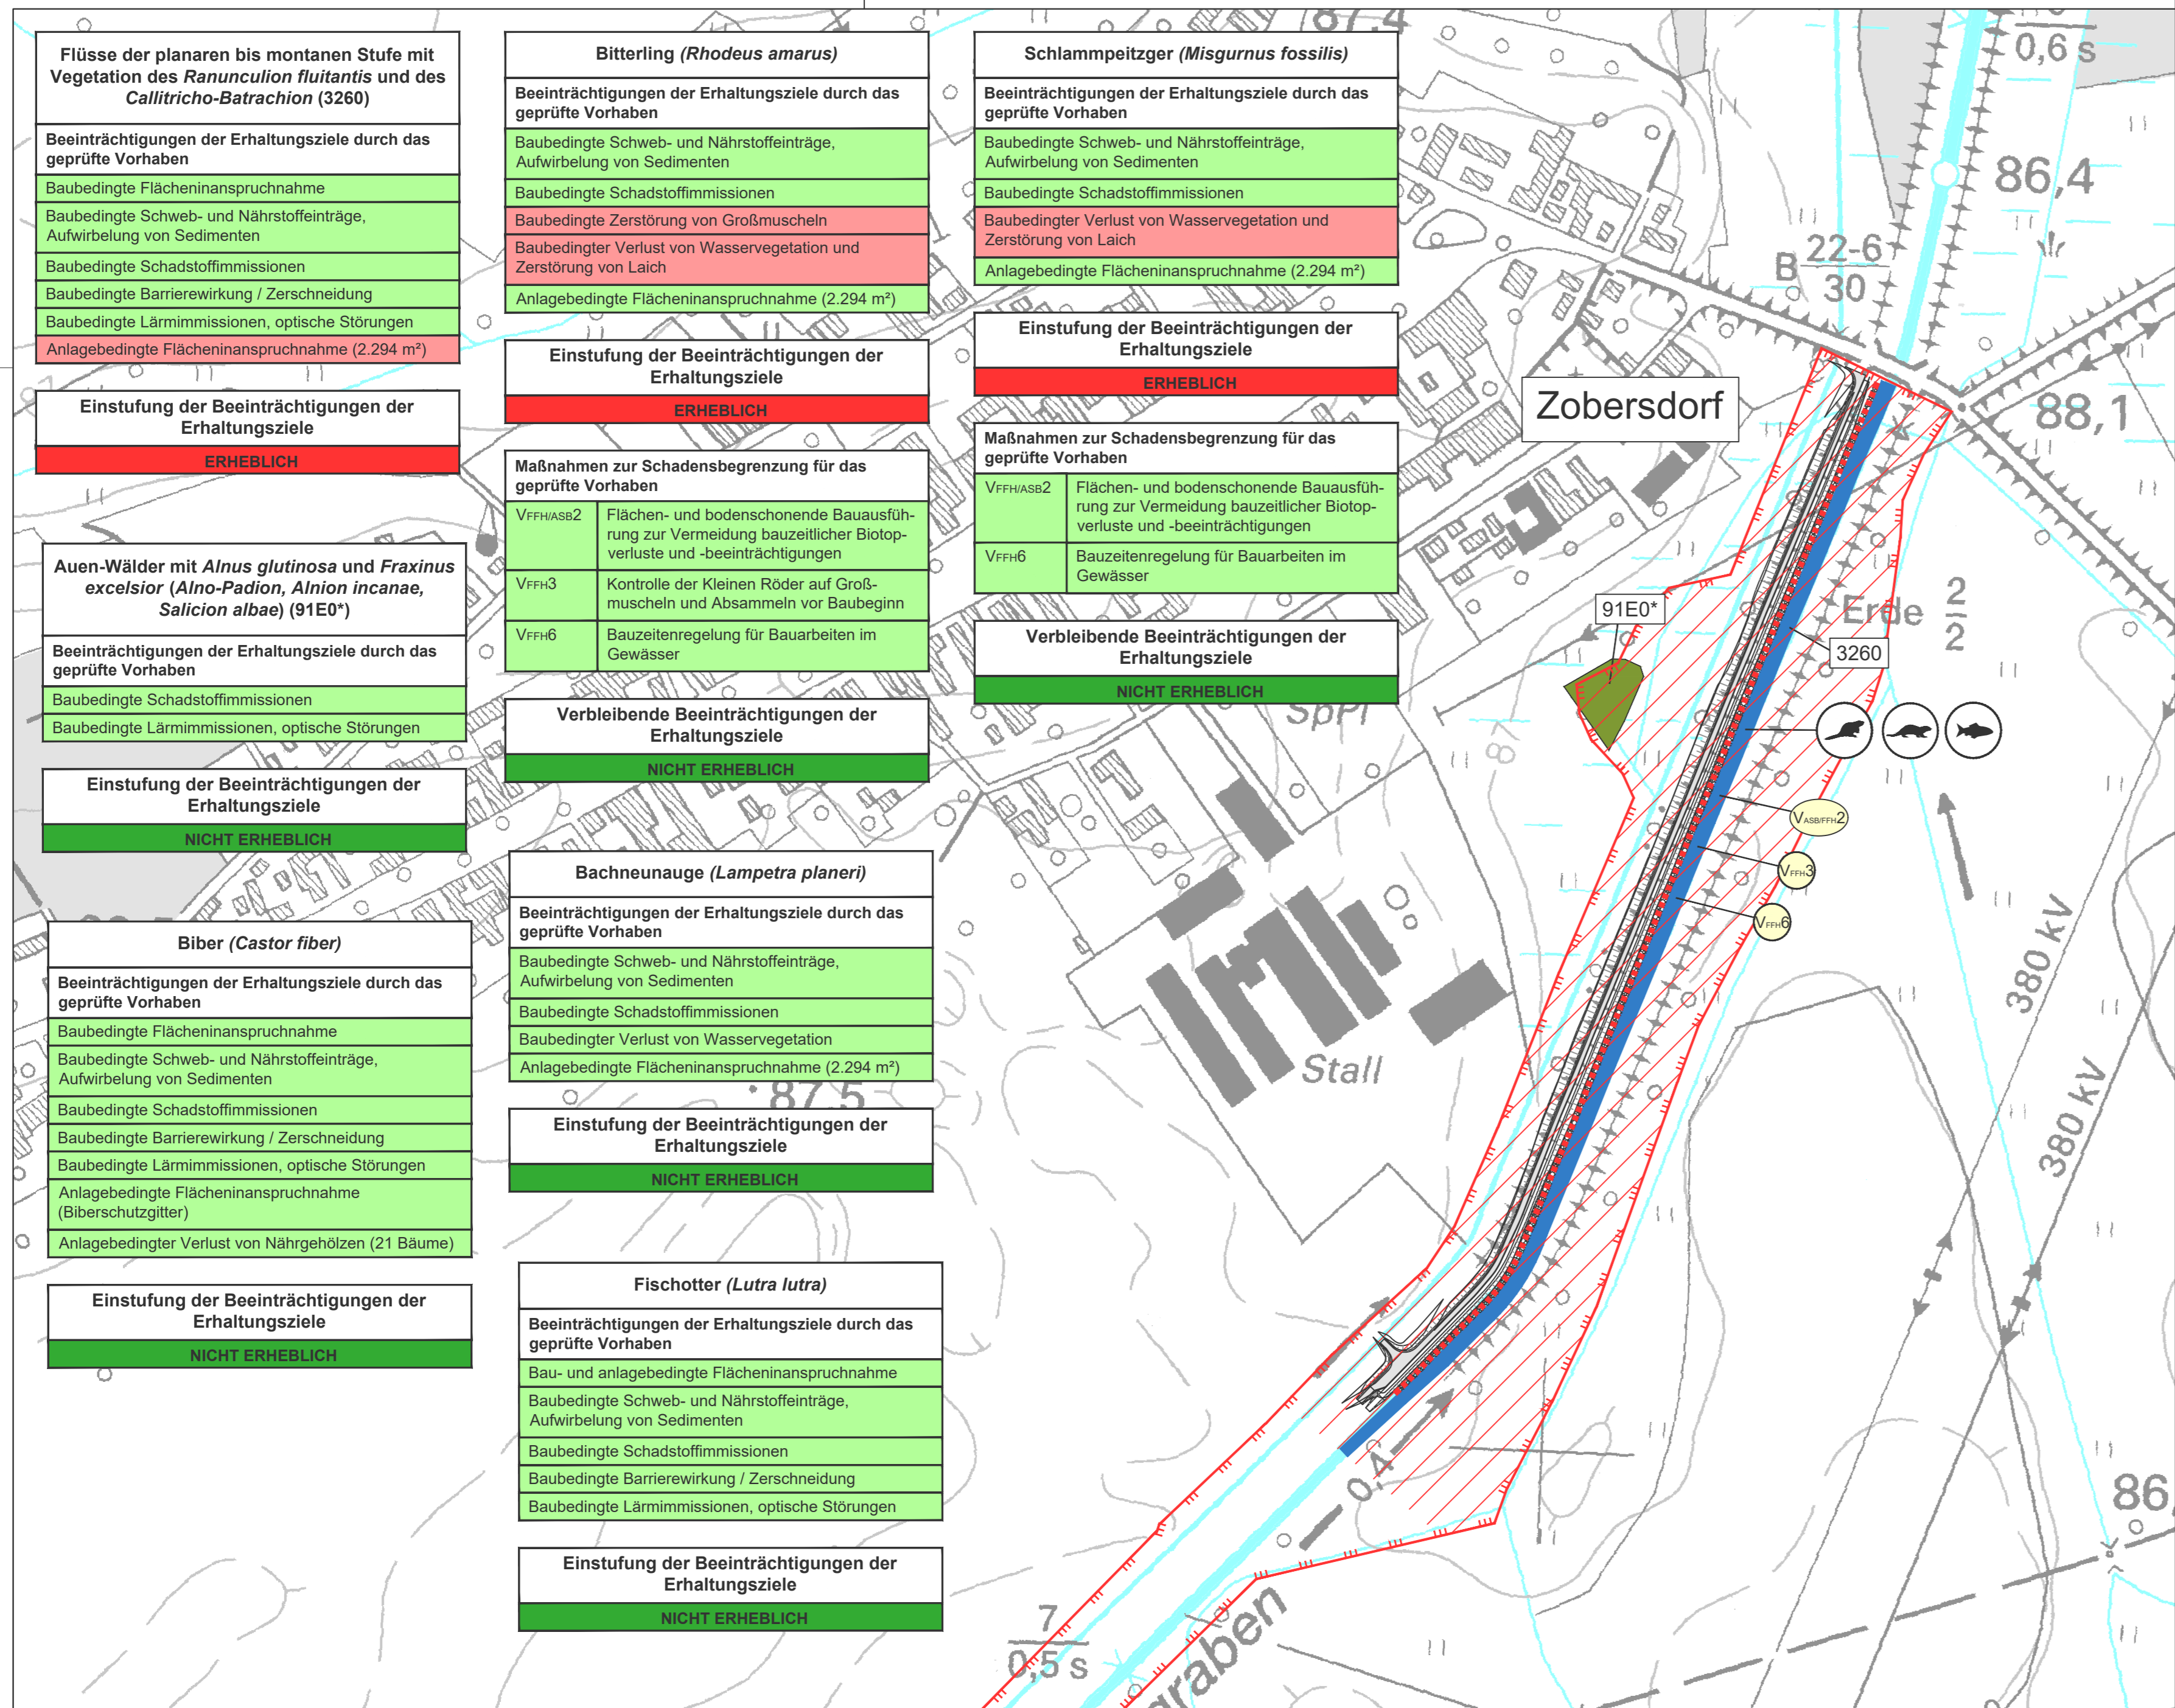 Flüsse der planaren bis montanen Stufe mit
Vegetation des Ranunculion fluitantis und des
Callitricho-Batrachion (3260)
Beeinträchtigungen der Erhaltungsziele durch das
geprüfte Vorhaben
Baubedingte Flächeninanspruchnahme
Baubedingte Schweb- und Nährstoffeinträge,
Aufwirbelung von Sedimenten
Baubedingte Schadstoffimmissionen
Baubedingte Barrierewirkung / Zerschneidung
Baubedingte Lärmimmissionen, optische Störungen
Anlagebedingte Flächeninanspruchnahme (2.294 m²)
Einstufung der Beeinträchtigungen der
Erhaltungsziele
ERHEBLICH
Auen-Wälder mit Alnus glutinosa und Fraxinus
excelsior (Alno-Padion, Alnion incanae,
Salicion albae) (91E0*)
Beeinträchtigungen der Erhaltungsziele durch das
geprüfte Vorhaben
Baubedingte Schadstoffimmissionen
Baubedingte Lärmimmissionen, optische Störungen
Einstufung der Beeinträchtigungen der
Erhaltungsziele
NICHT ERHEBLICH
Biber (Castor fiber)
Beeinträchtigungen der Erhaltungsziele durch das
geprüfte Vorhaben
Baubedingte Flächeninanspruchnahme
Baubedingte Schweb- und Nährstoffeinträge,
Aufwirbelung von Sedimenten
Baubedingte Schadstoffimmissionen
Baubedingte Barrierewirkung / Zerschneidung
Baubedingte Lärmimmissionen, optische Störungen
Anlagebedingte Flächeninanspruchnahme
(Biberschutzgitter)
Anlagebedingter Verlust von Nährgehölzen (21 Bäume)
Einstufung der Beeinträchtigungen der
Erhaltungsziele
NICHT ERHEBLICH
Bitterling (Rhodeus amarus)
Beeinträchtigungen der Erhaltungsziele durch das
geprüfte Vorhaben
Baubedingte Schweb- und Nährstoffeinträge,
Aufwirbelung von Sedimenten
Baubedingte Schadstoffimmissionen
Baubedingte Zerstörung von Großmuscheln
Baubedingter Verlust von Wasservegetation und
Zerstörung von Laich
Anlagebedingte Flächeninanspruchnahme (2.294 m²)
Einstufung der Beeinträchtigungen der
Erhaltungsziele
ERHEBLICH
Maßnahmen zur Schadensbegrenzung für das
geprüfte Vorhaben
VFFH/ASB2 Flächen- und bodenschonende Bauausfüh-
rung zur Vermeidung bauzeitlicher Biotop-
verluste und -beeinträchtigungen
VFFH3 Kontrolle der Kleinen Röder auf Groß-
muscheln und Absammeln vor Baubeginn
VFFH6 Bauzeitenregelung für Bauarbeiten im
Gewässer
Verbleibende Beeinträchtigungen der
Erhaltungsziele
NICHT ERHEBLICH
Bachneunauge (Lampetra planeri)
Beeinträchtigungen der Erhaltungsziele durch das
geprüfte Vorhaben
Baubedingte Schweb- und Nährstoffeinträge,
Aufwirbelung von Sedimenten
Baubedingte Schadstoffimmissionen
Baubedingter Verlust von Wasservegetation
Anlagebedingte Flächeninanspruchnahme (2.294 m²)
Einstufung der Beeinträchtigungen der
Erhaltungsziele
NICHT ERHEBLICH
Fischotter (Lutra lutra)
Beeinträchtigungen der Erhaltungsziele durch das
geprüfte Vorhaben
Bau- und anlagebedingte Flächeninanspruchnahme
Baubedingte Schweb- und Nährstoffeinträge,
Aufwirbelung von Sedimenten
Baubedingte Schadstoffimmissionen
Baubedingte Barrierewirkung / Zerschneidung
Baubedingte Lärmimmissionen, optische Störungen
Einstufung der Beeinträchtigungen der
Erhaltungsziele
NICHT ERHEBLICH
Schlammpeitzger (Misgurnus fossilis)
Beeinträchtigungen der Erhaltungsziele durch das
geprüfte Vorhaben
Baubedingte Schweb- und Nährstoffeinträge,
Aufwirbelung von Sedimenten
Baubedingte Schadstoffimmissionen
Baubedingter Verlust von Wasservegetation und
Zerstörung von Laich
Anlagebedingte Flächeninanspruchnahme (2.294 m²)
Einstufung der Beeinträchtigungen der
Erhaltungsziele
ERHEBLICH
Maßnahmen zur Schadensbegrenzung für das
geprüfte Vorhaben
VFFH/ASB2 Flächen- und bodenschonende Bauausfüh-
rung zur Vermeidung bauzeitlicher Biotop-
verluste und -beeinträchtigungen
VFFH6 Bauzeitenregelung für Bauarbeiten im
Gewässer
Verbleibende Beeinträchtigungen der
Erhaltungsziele
NICHT ERHEBLICH
87,4
0,6 s
86,4
B 22-6
30
Zobersdorf
88,1
91E0*
Erde 2
2
3260
SpPl
87
VASB/FFH2
VFFH3
VFFH6
380 kV
380 kV
Stall
87,5
0,4
86,
7
0,5 s
graben